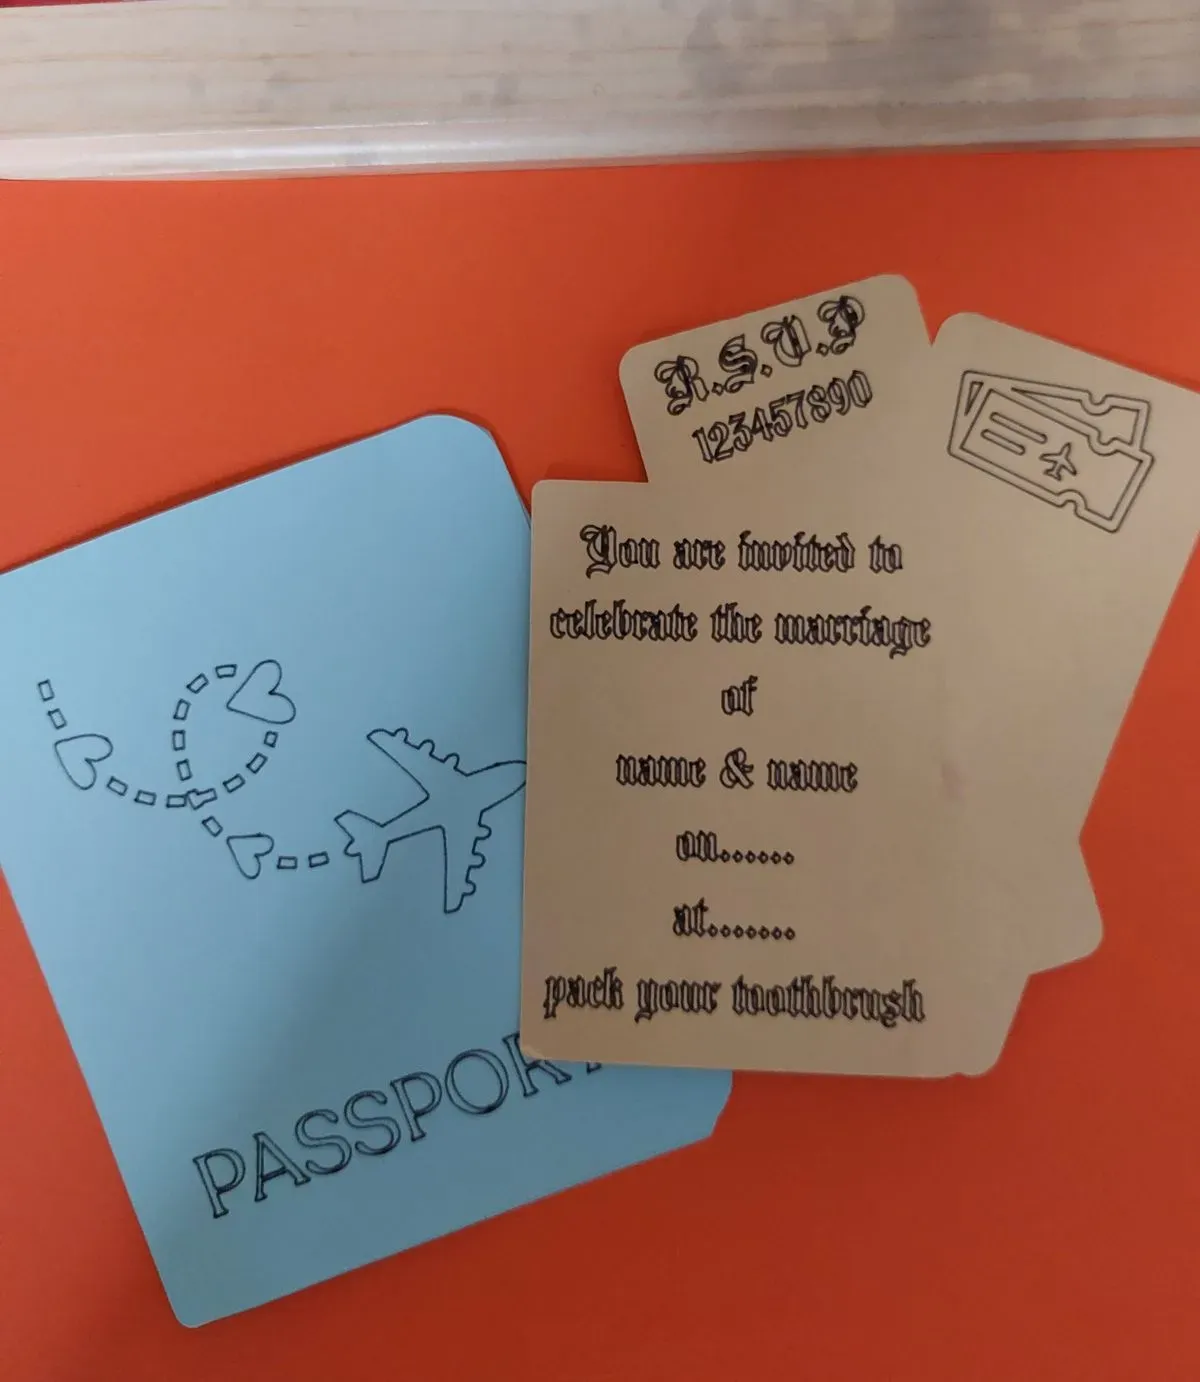 R.S.V.P
123457890
You are invited to
celebrate the marriage
of
name & name
on......
at.......
pack your toothbrush
PASSPORT